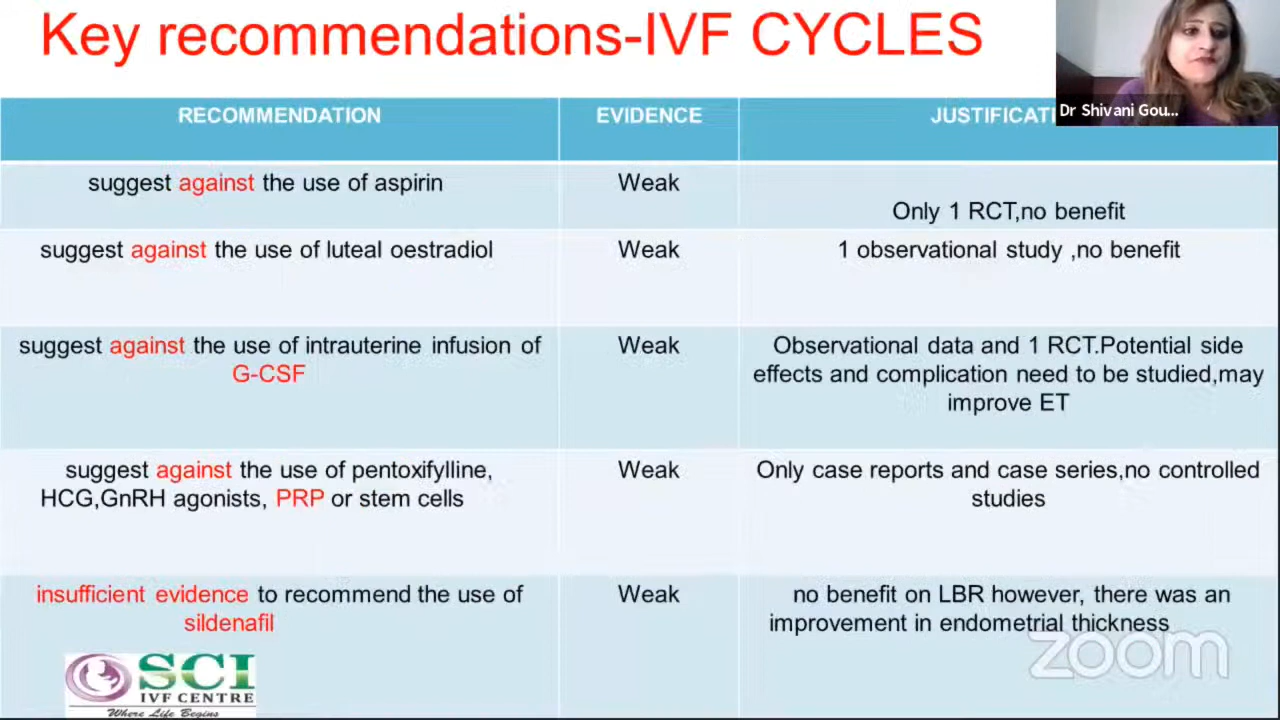 Key recommendations-IVF CYCLES
Dr Shivani Gou...
RECOMMENDATION
EVIDENCE
JUSTIFICATI
suggest against the use of aspirin
Weak
Only 1 RCT,no benefit
suggest against the use of luteal oestradiol
Weak
1 observational study ,no benefit
suggest against the use of intrauterine infusion of
G-CSF
Weak
Observational data and 1 RCT.Potential side
effects and complication need to be studied,may
improve ET
suggest against the use of pentoxifylline,
HCG,GnRH agonists, PRP or stem cells
Weak
Only case reports and case series,no controlled
studies
insufficient evidence to recommend the use of
sildenafil
Weak
no benefit on LBR however, there was an
improvement in endometrial thickness
zoom
SCI
IVF CENTRE
Where Life Begins